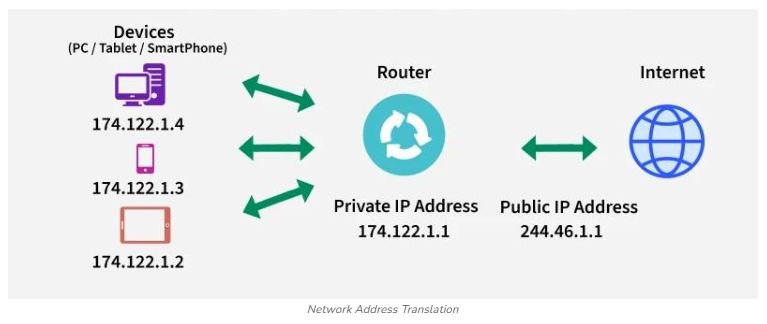 Devices
(PC / Tablet / SmartPhone)
174.122.1.4
174.122.1.3
174.122.1.2
Router
Private IP Address
174.122.1.1
Public IP Address
244.46.1.1
Internet
Network Address Translation